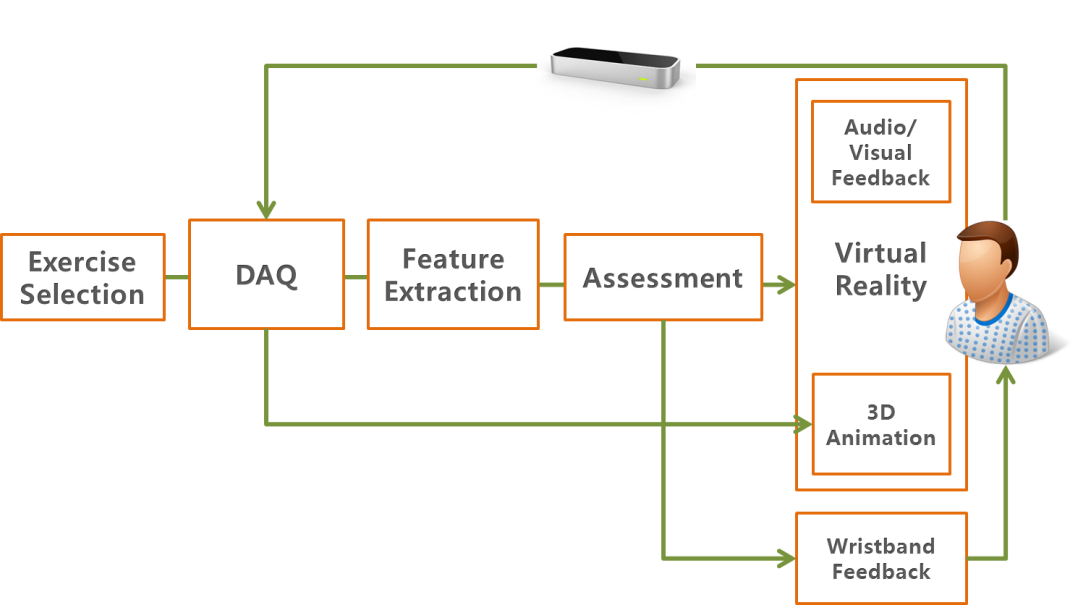 Audio/
Visual
Feedback
Exercise
Selection
DAQ
Feature
Extraction
Assessment
Virtual
Reality
3D
Animation
Wristband
Feedback